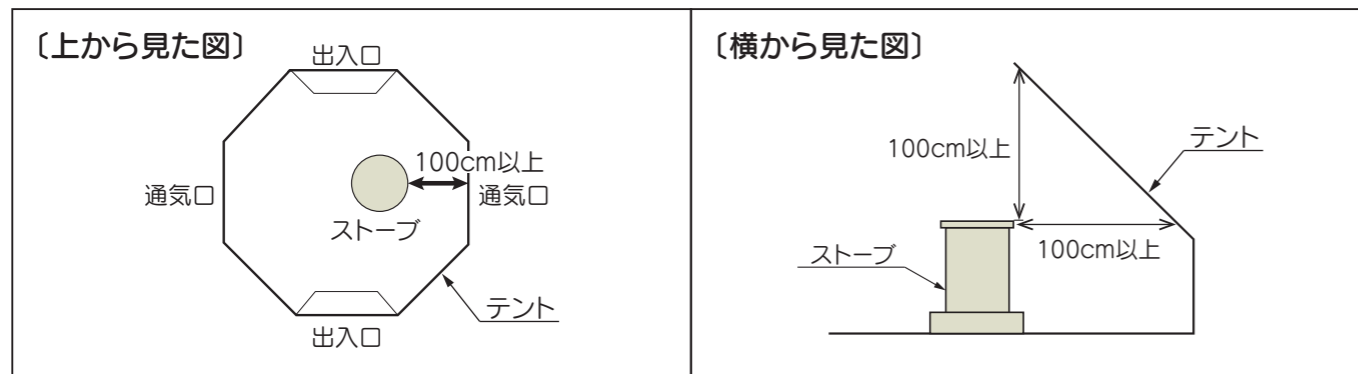 〔上から見た図〕
出入口
100cm以上
通気口
通気口
ストーブ
テント
出入口
〔横から見た図〕
テント
100cm以上
100cm以上
ストーブ